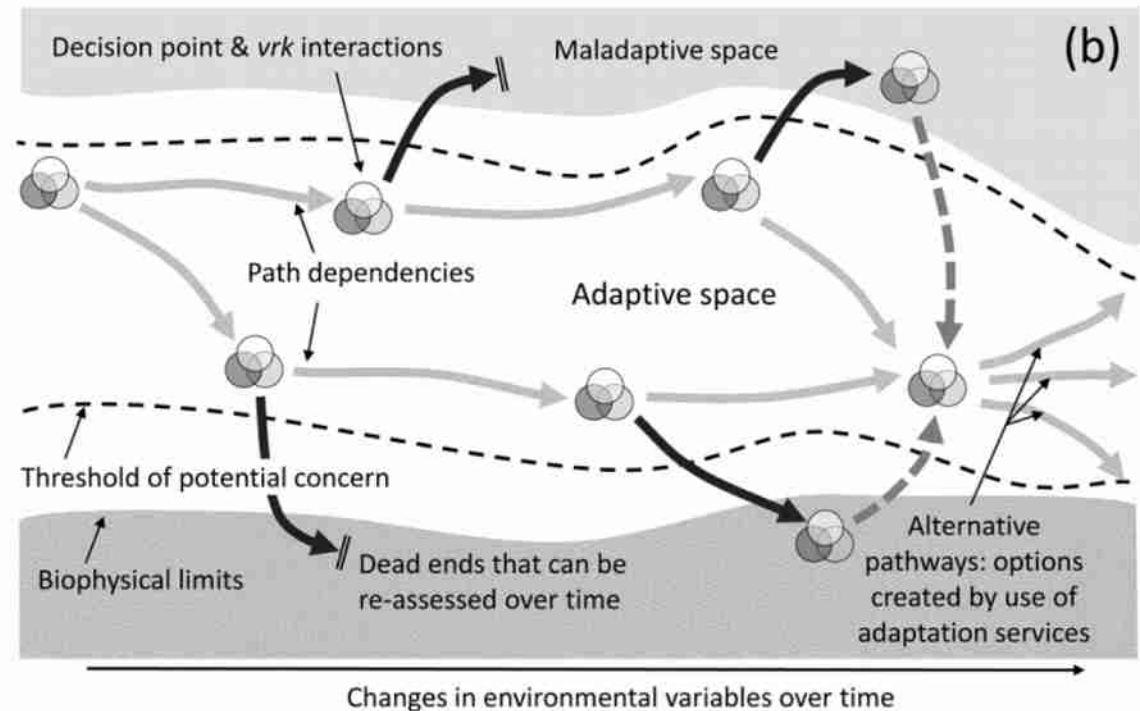 (b)
Decision point & vrk interactions
Maladaptive space
Path dependencies
Adaptive space
Threshold of potential concern
Biophysical limits
Dead ends that can be
re-assessed over time
Alternative
pathways: options
created by use of
adaptation services
Changes in environmental variables over time